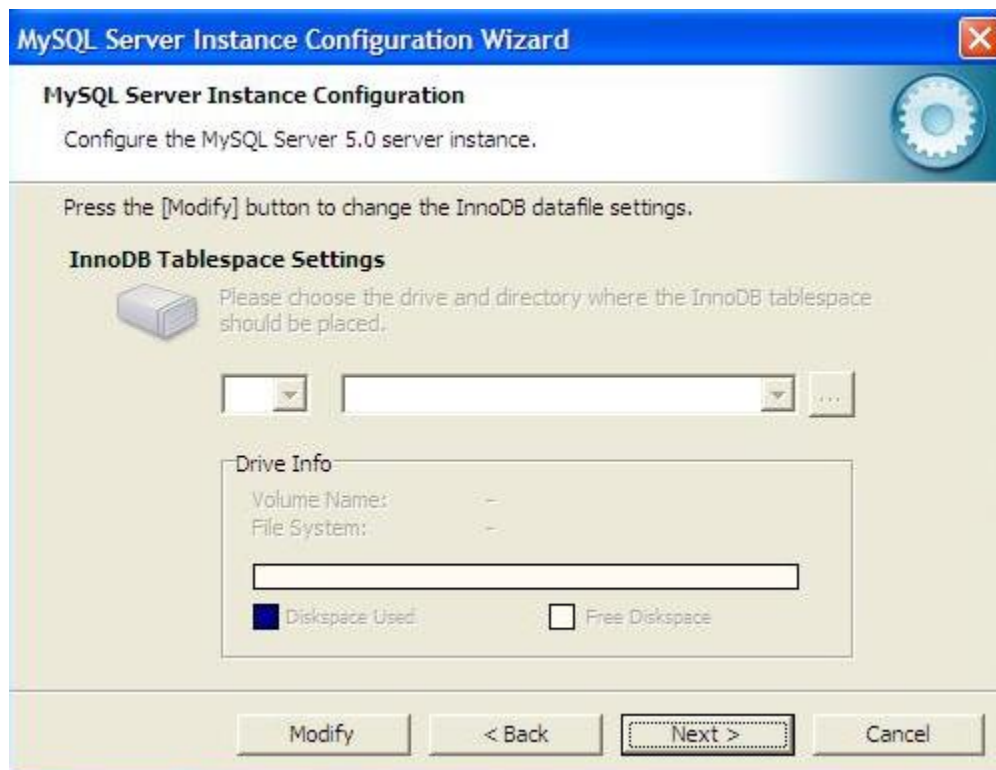 MySQL Server Instance Configuration Wizard
MySQL Server Instance Configuration
Configure the MySQL Server 5.0 server instance.
Press the [Modify] button to change the InnoDB datafile settings.
InnoDB Tablespace Settings
Please choose the drive and directory where the InnoDB tablespace
should be placed.
...
Drive Info
Volume Name: -
File System: -
Diskspace Used Free Diskspace
Modify < Back Next > Cancel